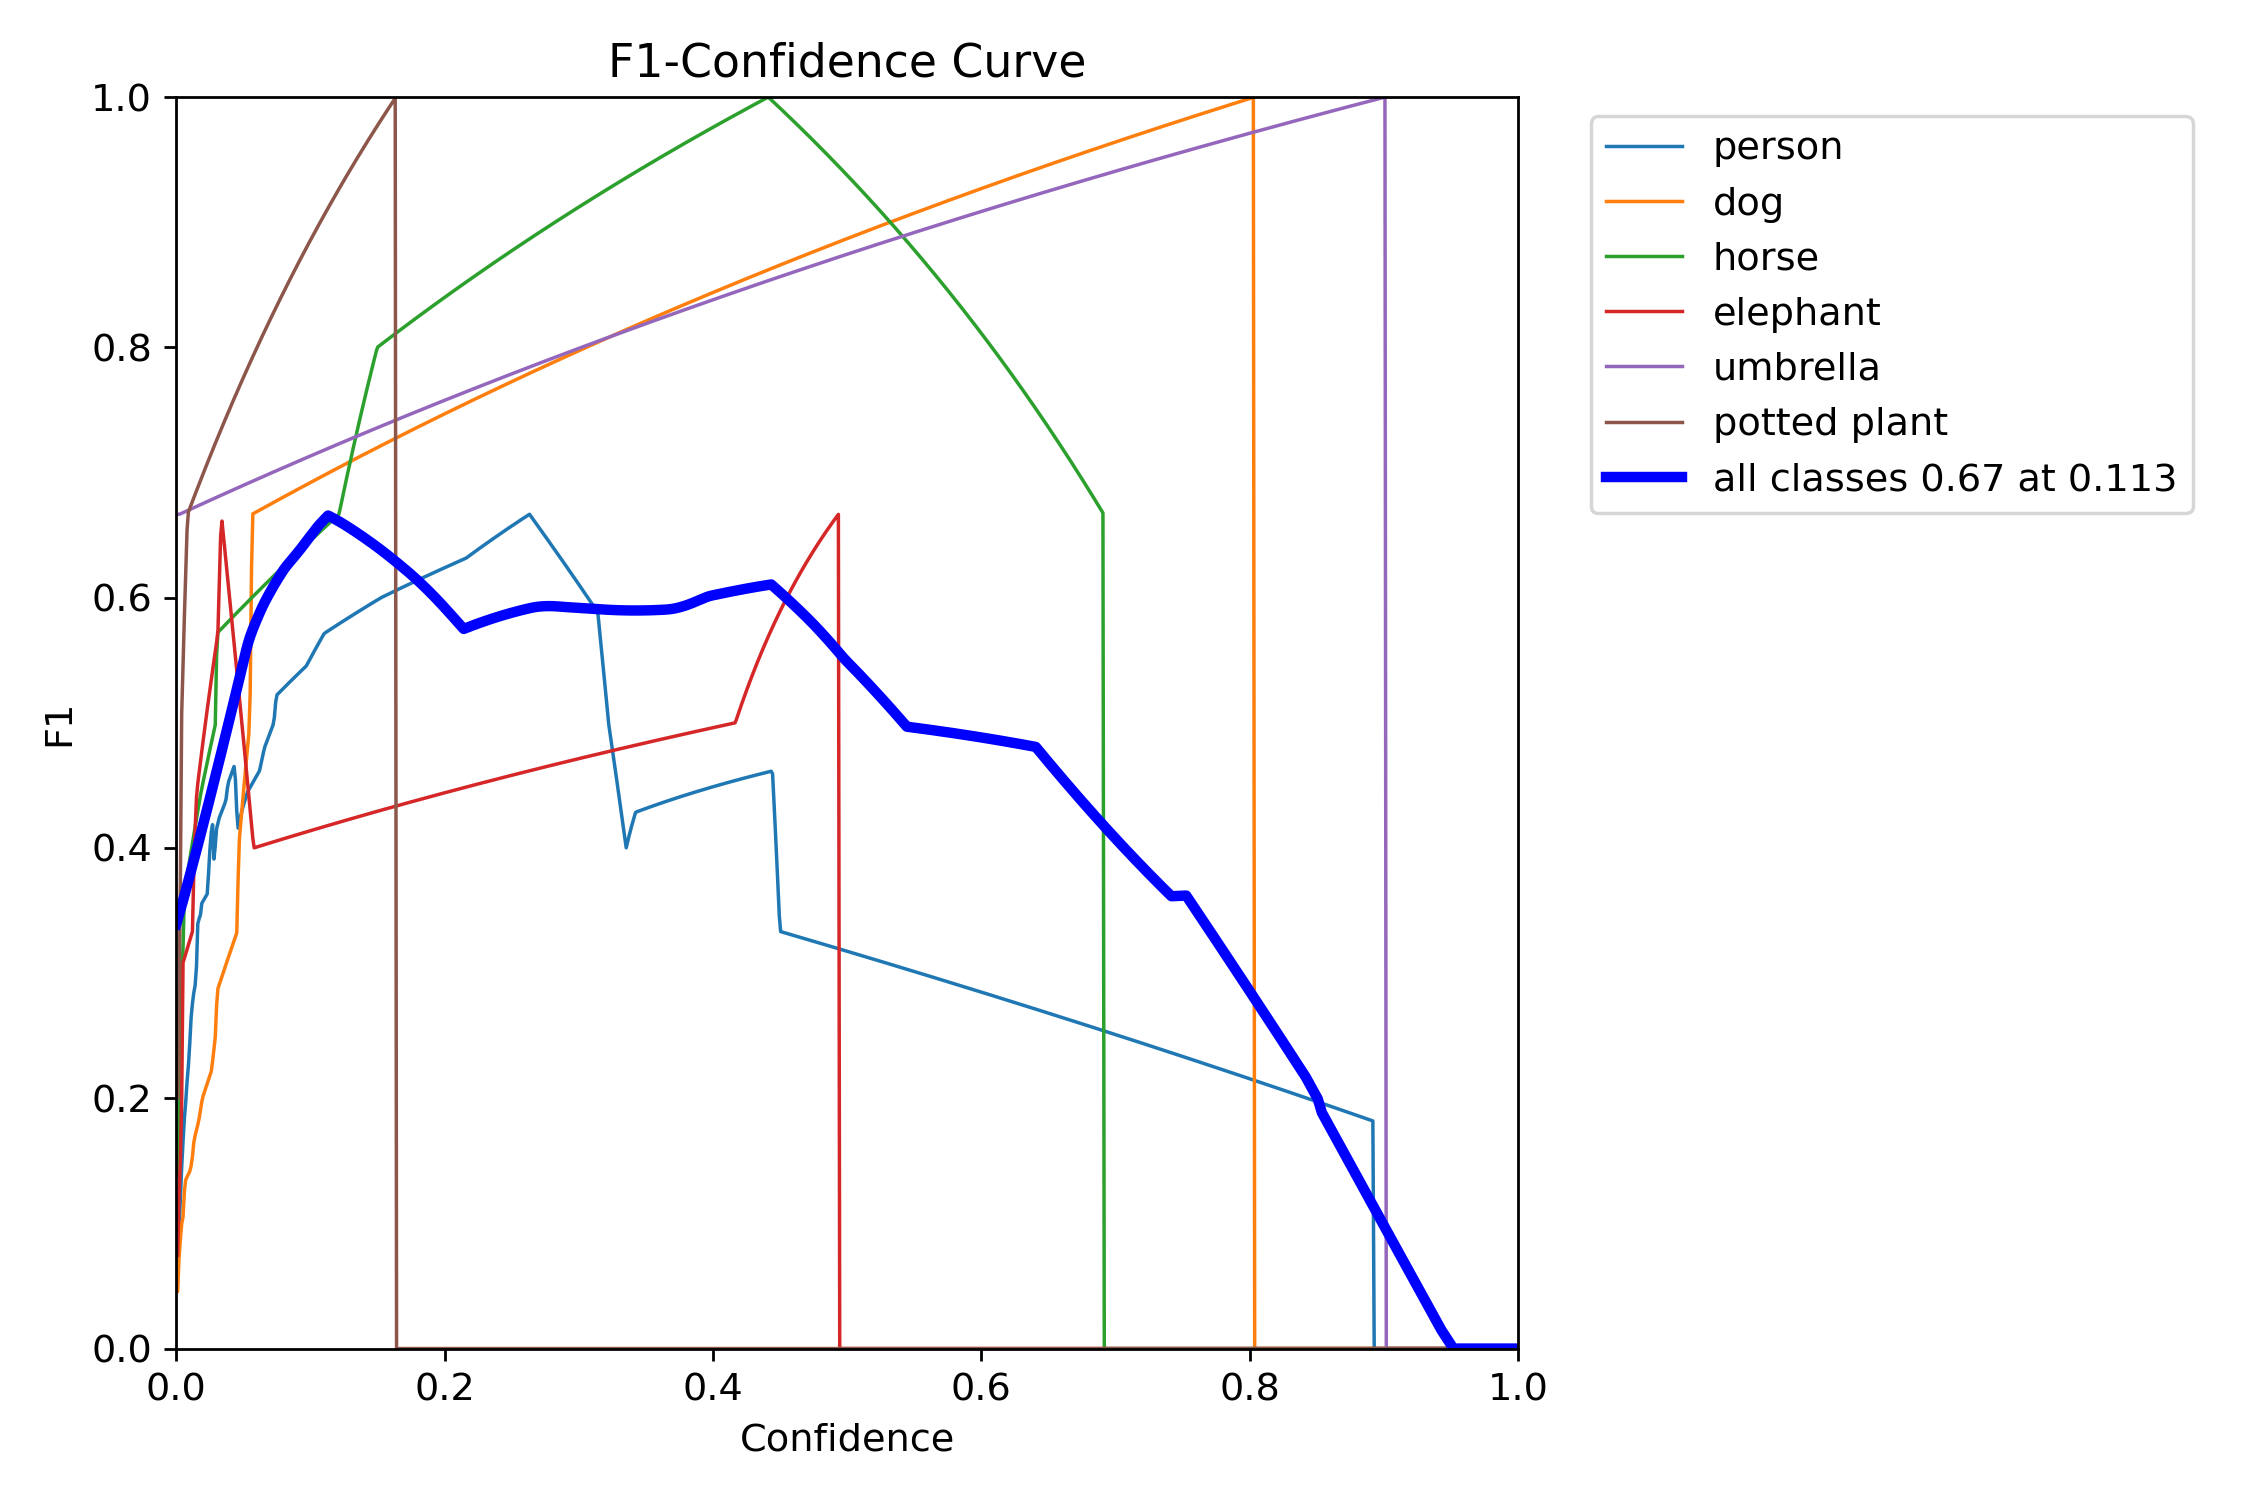 F1-Confidence Curve
1.0
0.8
0.6
0.4
0.2
0.0
F1
0.0 0.2 0.4 0.6 0.8 1.0
Confidence
person
dog
horse
elephant
umbrella
potted plant
all classes 0.67 at 0.113